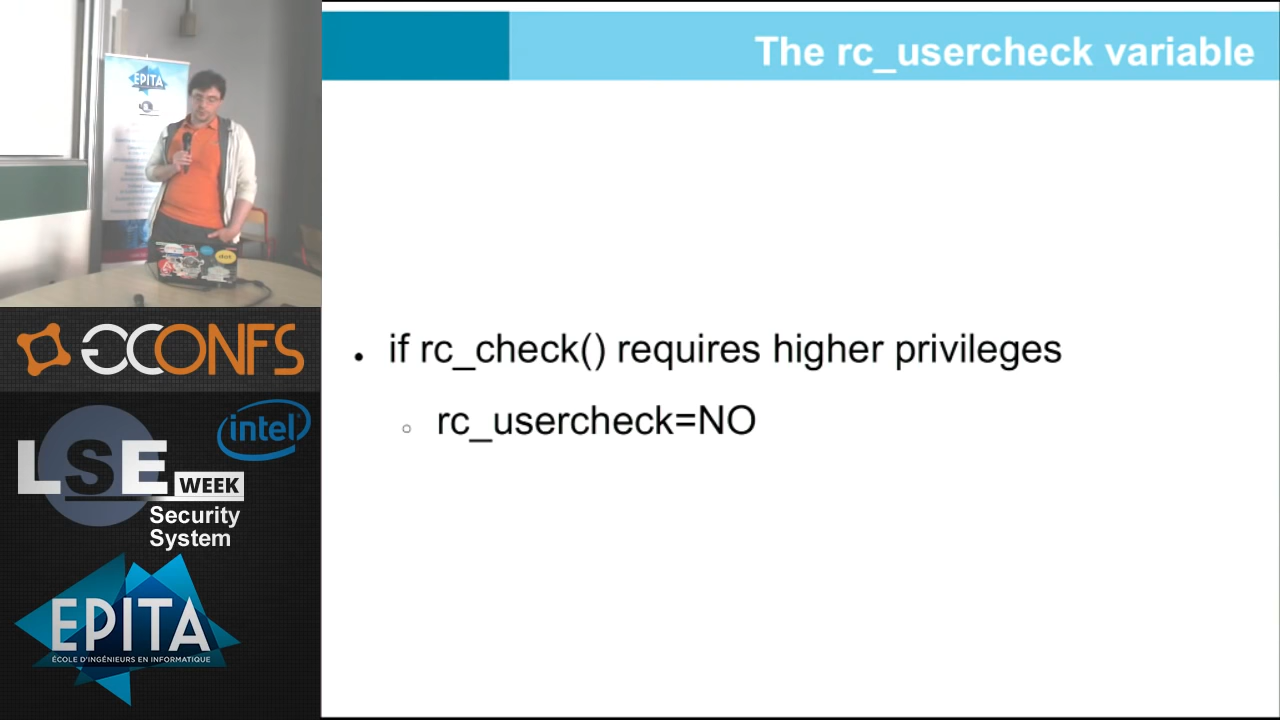 The rc_usercheck variable
if rc_check() requires higher privileges
rc_usercheck=NO
EPITA
GCONFS
intel
LSE
WEEK
Security
System
EPITA
ÉCOLE D'INGÉNIEURS EN INFORMATIQUE